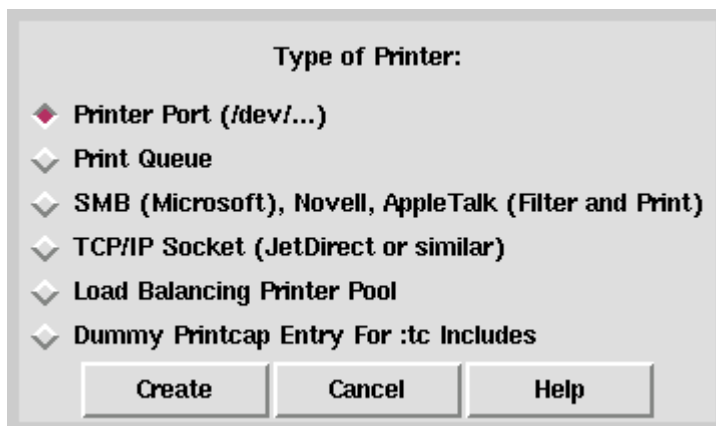 Type of Printer:
Printer Port (/dev/...)
Print Queue
SMB (Microsoft), Novell, AppleTalk (Filter and Print)
TCP/IP Socket (JetDirect or similar)
Load Balancing Printer Pool
Dummy Printcap Entry For :tc Includes
Create Cancel Help